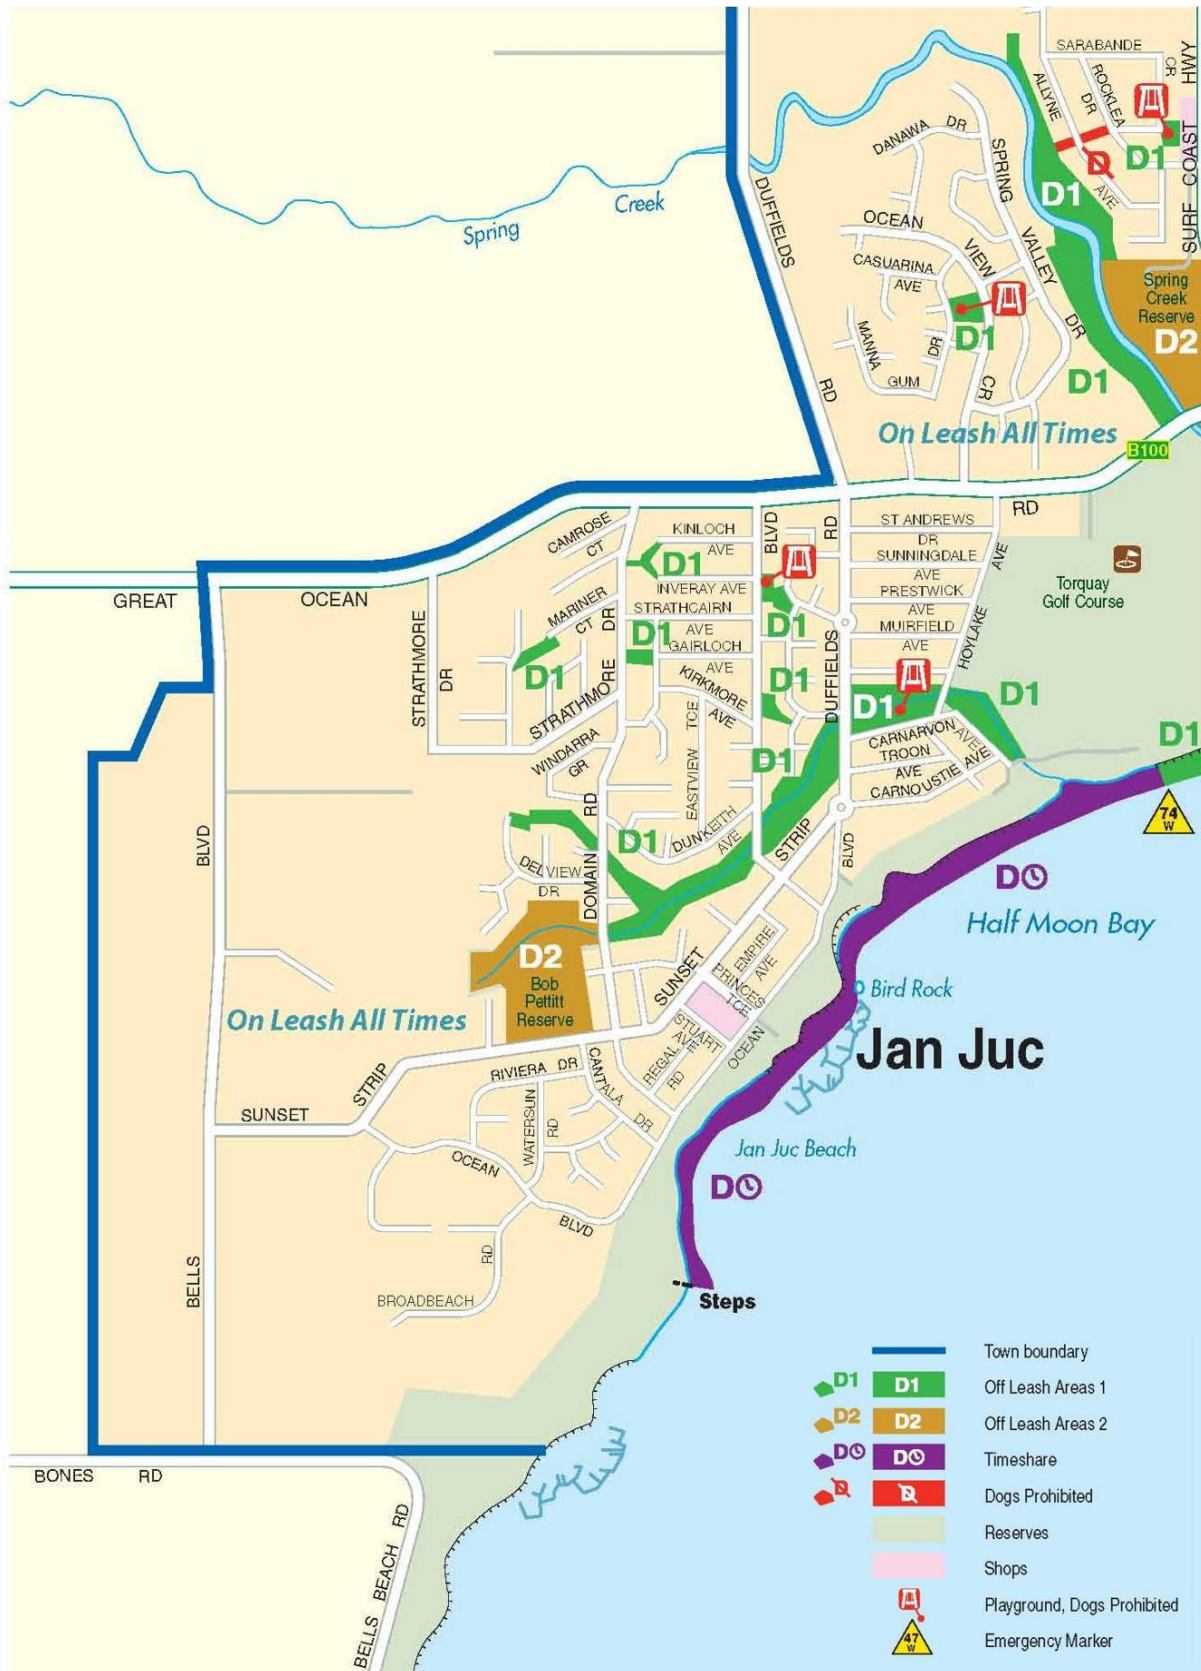 SARABANDE
CR
HWY
ALLYNE
ROCKLEA
DR
D
AVE
D1
D1
SURF COAST
DANAWA DR
SPRING
VALLEY
DR
DUFFIELDS
RD
Spring
Creek
OCEAN
VIEW
CR
CASUARINA
AVE
MANNA
GUM
DR
D1
Spring
Creek
Reserve
D2
D1
On Leash All Times
B100
GREAT
OCEAN
RD
CAMROSE
CT
KINLOCH
AVE
BLVD
RD
ST ANDREWS
DR
SUNNINGDALE
AVE
PRESTWICK
AVE
MUIRFIELD
AVE
HOYLAKE
AVE
Torquay
Golf Course
D1
INVERAY AVE
STRATHCAIRN
AVE
GAIRLOCH
AVE
KIRKMORE
AVE
MARINER
CT
DR
D1
D1
D1
D1
D1
STRATHMORE
DR
STRATHMORE
DUFFIELDS
D1
D1
D1
CARNARVON
AVE
TROON
AVE
CARNOUSTIE AVE
WINDARRA
GR
EASTVIEW TCE
DOMAIN
RD
D1
DUNKEITH
AVE
DELVIEW
DR
STRIP
BLVD
74
W
D
Half Moon Bay
BLVD
D2
Bob
Pettitt
Reserve
SUNSET
EMPIRE
AVE
PRINCES
TCE
STUART
AVE
REGAL
RD
OCEAN
Bird Rock
Jan Juc
On Leash All Times
STRIP
SUNSET
RIVIERA DR
CANTALA
DR
WATERSUN
RD
OCEAN
BLVD
Jan Juc Beach
D
BELLS
RD
BROADBEACH
Steps
BONES RD
BELLS BEACH RD
Town boundary
D1 D1 Off Leash Areas 1
D2 D2 Off Leash Areas 2
D D Timeshare
D D Dogs Prohibited
Reserves
Shops
Playground, Dogs Prohibited
47
W
Emergency Marker